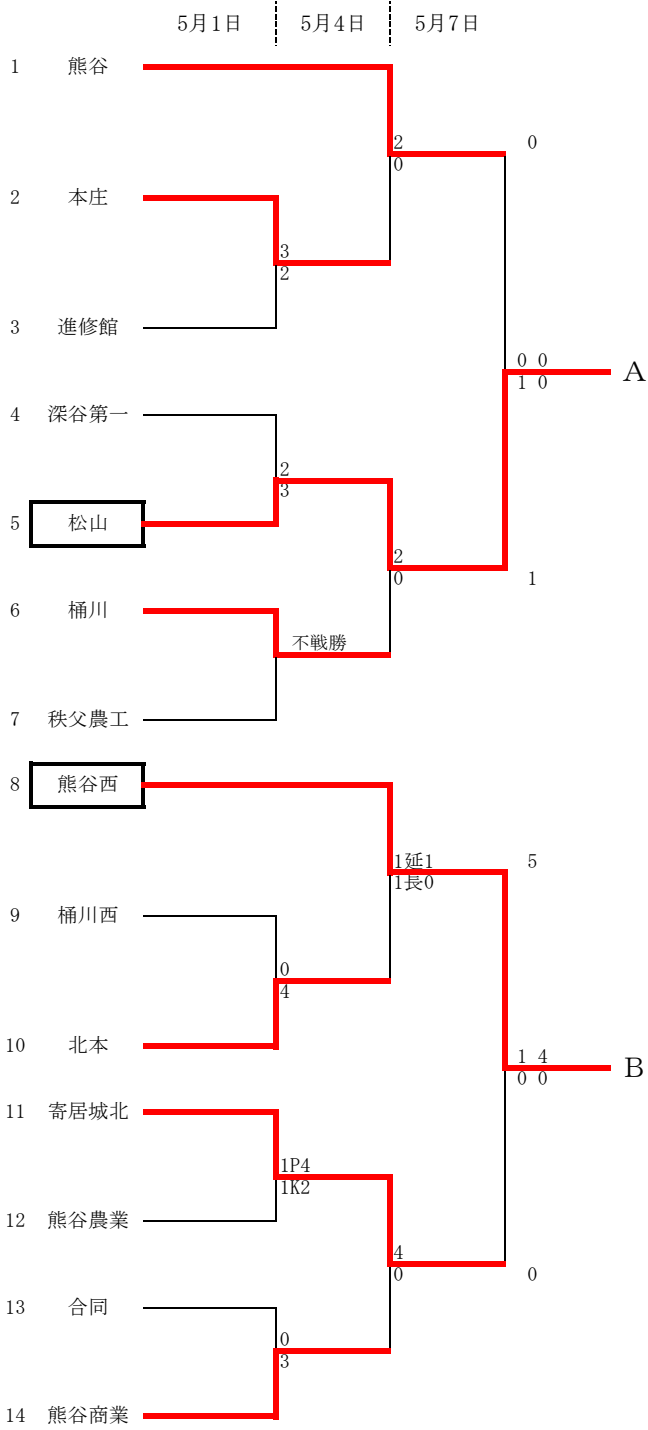 5月1日 5月4日 5月7日
1 熊谷
2 0
0
2 本庄
3
2
3 進修館
0 0 A
1 0
4 深谷第一
2
3
5 松山
2
0 1
6 桶川
不戦勝
7 秩父農工
8 熊谷西
1延1 5
1長0
9 桶川西
0
4
10 北本
1 4 B
0 0
11 寄居城北
1P4
1K2
12 熊谷農業
4
0 0
13 合同
0
3
14 熊谷商業